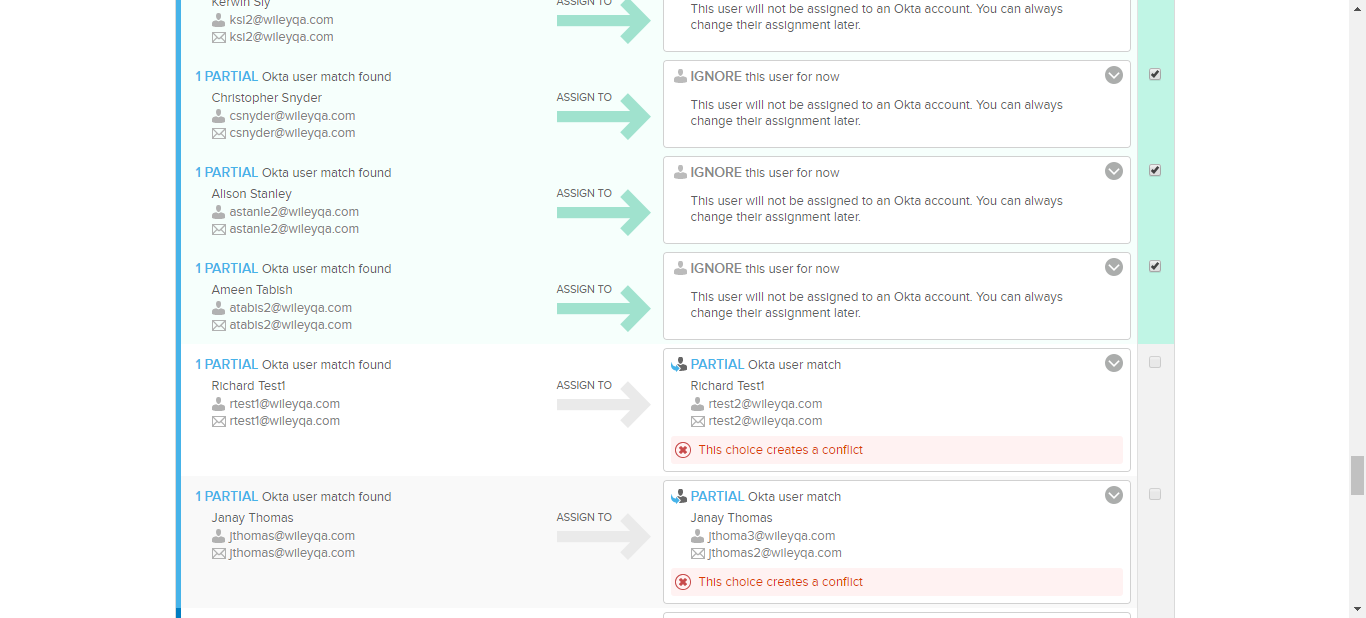 Kerwin Sly
ksl2@wileyqa.com
ksl2@wileyqa.com
ASSIGN TO
This user will not be assigned to an Okta account. You can always
change their assignment later.
1 PARTIAL Okta user match found
Christopher Snyder
csnyder@wileyqa.com
csnyder@wileyqa.com
ASSIGN TO
IGNORE this user for now
This user will not be assigned to an Okta account. You can always
change their assignment later.
1 PARTIAL Okta user match found
Alison Stanley
astanle2@wileyqa.com
astanle2@wileyqa.com
ASSIGN TO
IGNORE this user for now
This user will not be assigned to an Okta account. You can always
change their assignment later.
1 PARTIAL Okta user match found
Ameen Tabish
atabis2@wileyqa.com
atabis2@wileyqa.com
ASSIGN TO
IGNORE this user for now
This user will not be assigned to an Okta account. You can always
change their assignment later.
1 PARTIAL Okta user match found
Richard Test1
rtest1@wileyqa.com
rtest1@wileyqa.com
ASSIGN TO
PARTIAL Okta user match
Richard Test1
rtest2@wileyqa.com
rtest2@wileyqa.com
This choice creates a conflict
1 PARTIAL Okta user match found
Janay Thomas
jthomas@wileyqa.com
jthomas@wileyqa.com
ASSIGN TO
PARTIAL Okta user match
Janay Thomas
jthoma3@wileyqa.com
jthomas2@wileyqa.com
This choice creates a conflict